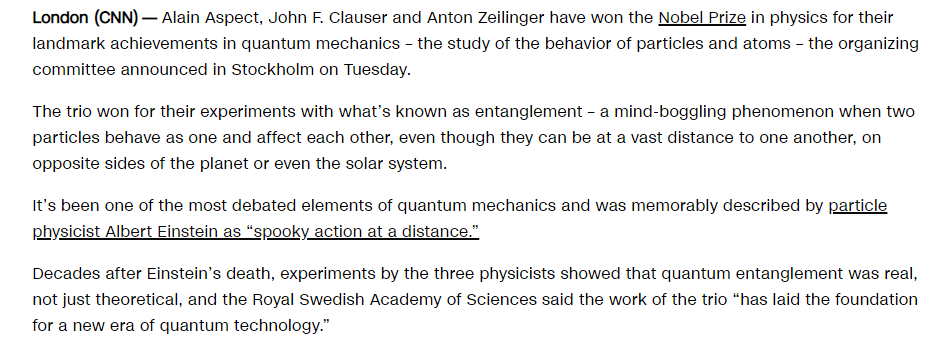 London (CNN) — Alain Aspect, John F. Clauser and Anton Zeilinger have won the Nobel Prize in physics for their
landmark achievements in quantum mechanics – the study of the behavior of particles and atoms – the organizing
committee announced in Stockholm on Tuesday.
The trio won for their experiments with what’s known as entanglement – a mind-boggling phenomenon when two
particles behave as one and affect each other, even though they can be at a vast distance to one another, on
opposite sides of the planet or even the solar system.
It’s been one of the most debated elements of quantum mechanics and was memorably described by particle
physicist Albert Einstein as “spooky action at a distance.”
Decades after Einstein’s death, experiments by the three physicists showed that quantum entanglement was real,
not just theoretical, and the Royal Swedish Academy of Sciences said the work of the trio “has laid the foundation
for a new era of quantum technology.”